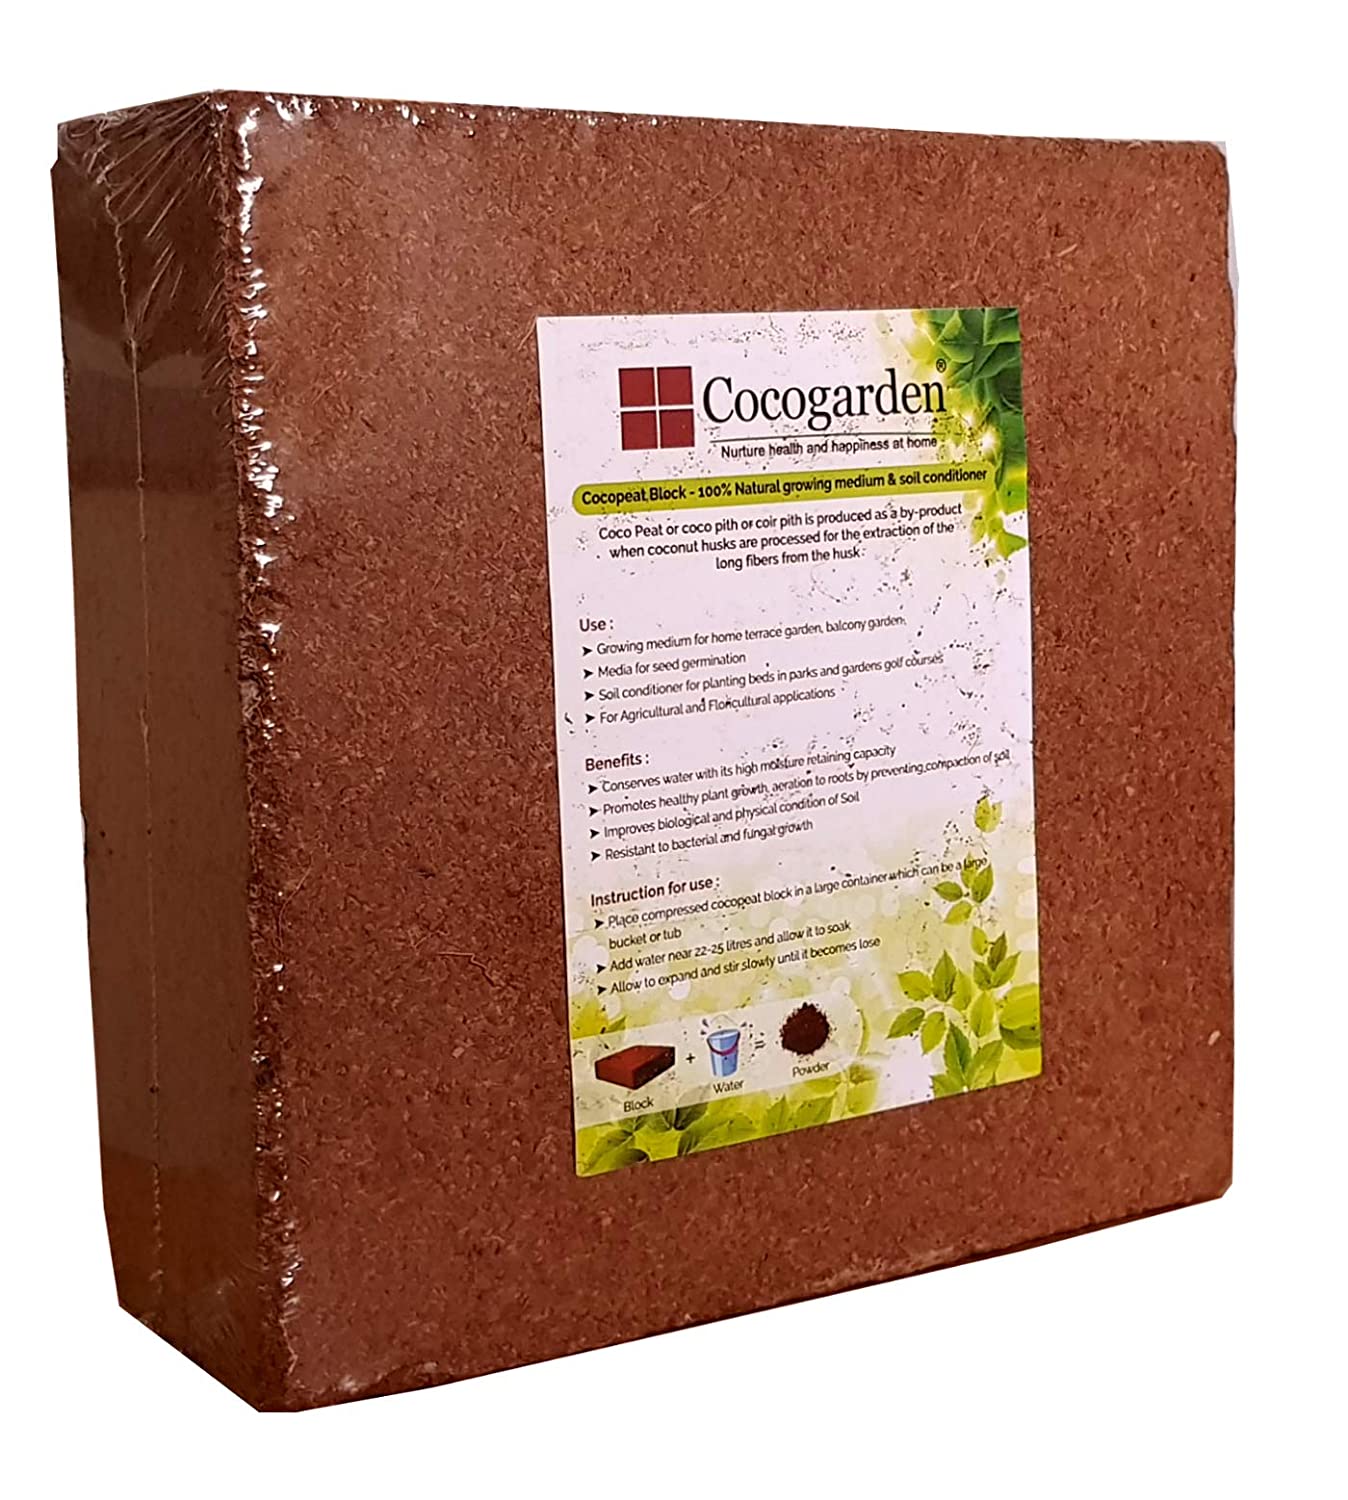 Cocogarden®
Nurture health and happiness at home
Cocopeat Block - 100% Natural growing medium & soil conditioner
Coco Peat or coco pith or coir pith is produced as a by-product
when coconut husks are processed for the extraction of the
long fibers from the husk.
Use :
➤ Growing medium for home terrace garden, balcony garden.
➤ Media for seed germination
➤ Soil conditioner for planting beds in parks and gardens golf courses
➤ For Agricultural and Floricultural applications
Benefits :
➤ Conserves water with its high moisture retaining capacity
➤ Promotes healthy plant growth, aeration to roots by preventing compaction of soil
➤ Improves biological and physical condition of Soil
➤ Resistant to bacterial and fungal growth
Instruction for use :
➤ Place compressed cocopeat block in a large container which can be a large
bucket or tub
➤ Add water near 22-25 litres and allow it to soak
➤ Allow to expand and stir slowly until it becomes lose
+ =
Block Water Powder